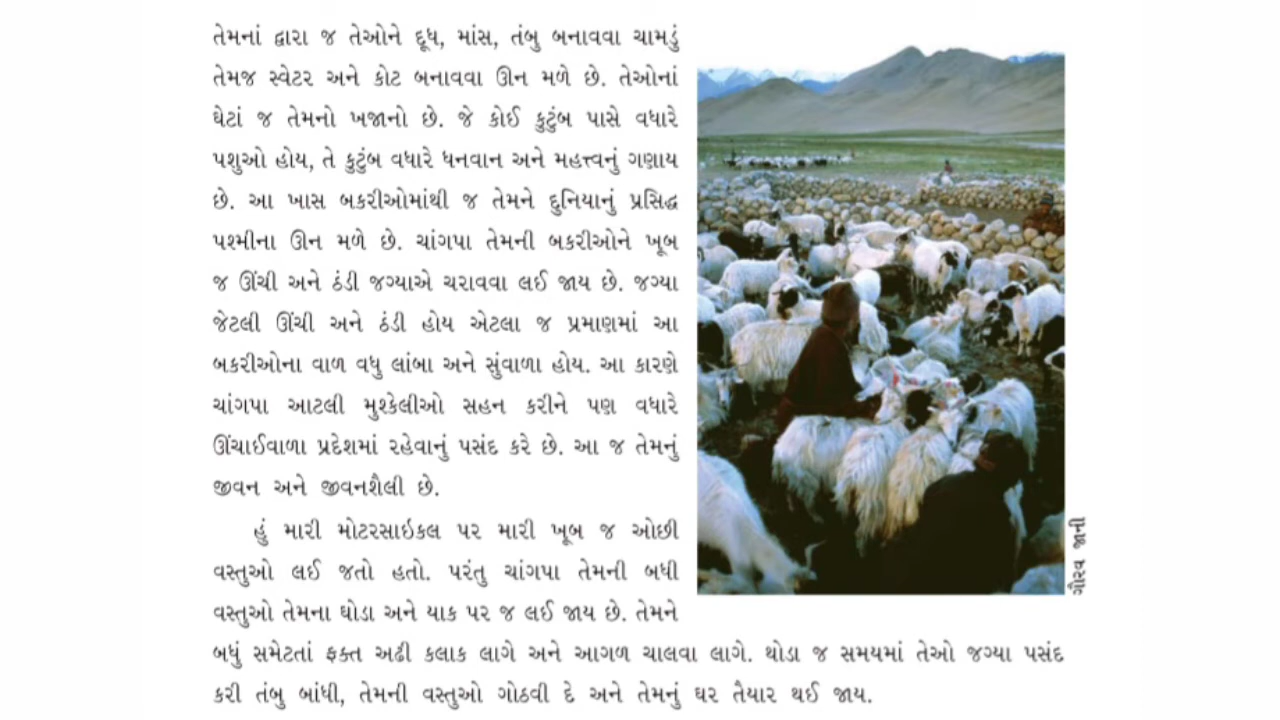 તેમનાં દ્વારા જ તેઓને દૂધ, માંસ, તંબુ બનાવવા ચામડું
તેમજ સ્વેટર અને કોટ બનાવવા ઊન મળે છે. તેઓનાં
ઘેટાં જ તેમનો ખજાનો છે. જે કોઈ કુટુંબ પાસે વધારે
પશુઓ હોય, તે કુટુંબ વધારે ધનવાન અને મહત્ત્વનું ગણાય
છે. આ ખાસ બકરીઓમાંથી જ તેમને દુનિયાનું પ્રસિદ્ધ
પશ્મીના ઊન મળે છે. ચાંગપા તેમની બકરીઓને ખૂબ
જ ઊંચી અને ઠંડી જગ્યાએ ચરાવવા લઈ જાય છે. જગ્યા
જેટલી ઊંચી અને ઠંડી હોય એટલા જ પ્રમાણમાં આ
બકરીઓના વાળ વધુ લાંબા અને સુંવાળા હોય. આ કારણે
ચાંગપા આટલી મુશ્કેલીઓ સહન કરીને પણ વધારે
ઊંચાઈવાળા પ્રદેશમાં રહેવાનું પસંદ કરે છે. આ જ તેમનું
જીવન અને જીવનશૈલી છે.
હું મારી મોટરસાઇકલ પર મારી ખૂબ જ ઓછી
વસ્તુઓ લઈ જતો હતો. પરંતુ ચાંગપા તેમની બધી
વસ્તુઓ તેમના ઘોડા અને યાક પર જ લઈ જાય છે. તેમને
બધું સમેટતાં ફક્ત અઢી કલાક લાગે અને આગળ ચાલવા લાગે. થોડા જ સમયમાં તેઓ જગ્યા પસંદ
કરી તંબુ બાંધી, તેમની વસ્તુઓ ગોઠવી દે અને તેમનું ઘર તૈયાર થઈ જાય.
ગૌરવ જાની